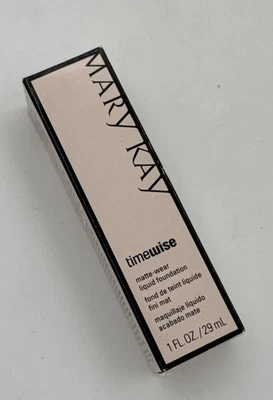 MARY KAY
timewise
matte-wear
liquid foundation
fond de teint liquide
fini mat
maquillaje líquido
acabado mate
1 FL.OZ./29 mL